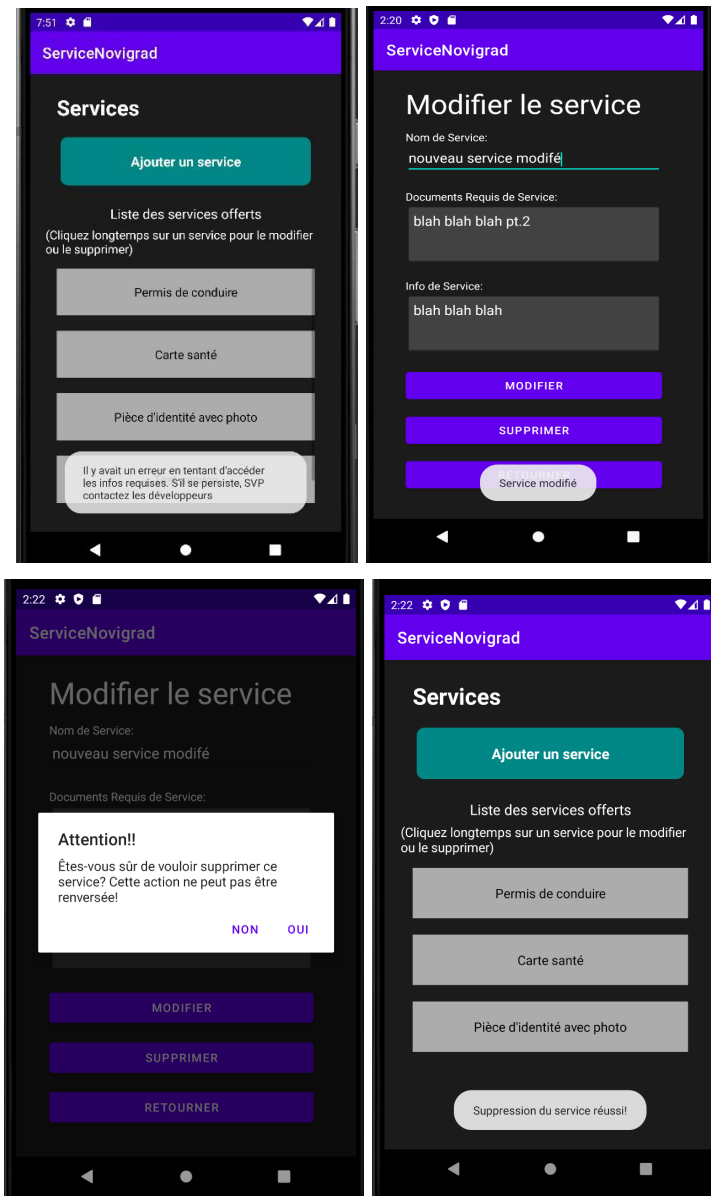 7:51
ServiceNovigrad
Services
Ajouter un service
Liste des services offerts
(Cliquez longtemps sur un service pour le modifier
ou le supprimer)
Permis de conduire
Carte santé
Pièce d'identité avec photo
Il y avait un erreur en tentant d'accéder
les infos requises. S'il se persiste, SVP
contactez les développeurs
2:20
ServiceNovigrad
Modifier le service
Nom de Service:
nouveau service modifé
Documents Requis de Service:
blah blah blah pt.2
Info de Service:
blah blah blah
MODIFIER
SUPPRIMER
RETOURNER
Service modifié
2:22
ServiceNovigrad
Modifier le service
Nom de Service:
nouveau service modifé
Documents Requis de Service:
Attention!!
Êtes-vous sûr de vouloir supprimer ce
service? Cette action ne peut pas être
renversée!
NON OUI
MODIFIER
SUPPRIMER
RETOURNER
2:22
ServiceNovigrad
Services
Ajouter un service
Liste des services offerts
(Cliquez longtemps sur un service pour le modifier
ou le supprimer)
Permis de conduire
Carte santé
Pièce d'identité avec photo
Suppression du service réussi!